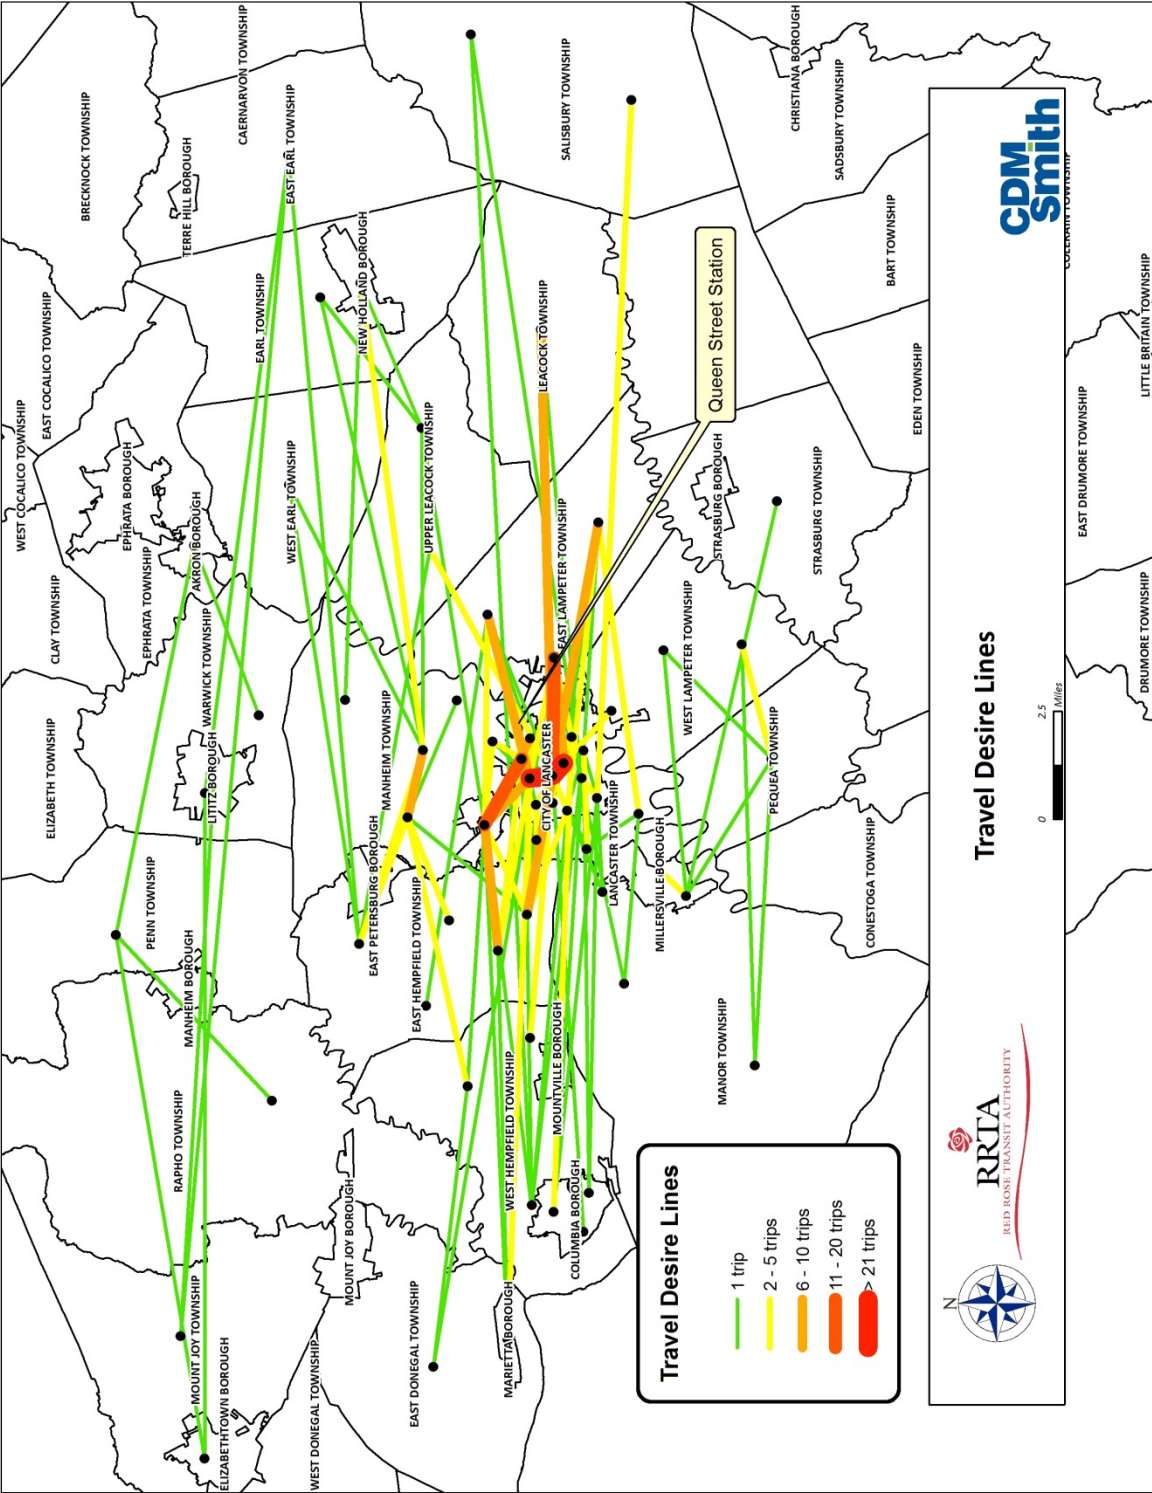 BRECKNOCK TOWNSHIP
CAERNARVON TOWNSHIP
TERRE HILL BOROUGH
EAST EARL TOWNSHIP
SALISBURY TOWNSHIP
CHRISTIANA BOROUGH
SADSBURY TOWNSHIP
WEST COCALICO TOWNSHIP
EAST COCALICO TOWNSHIP
EARL TOWNSHIP
NEW HOLLAND BOROUGH
LEACOCK TOWNSHIP
BART TOWNSHIP
COLERAIN TOWNSHIP
LITTLE BRITAIN TOWNSHIP
CLAY TOWNSHIP
EPHRATA BOROUGH
EPHRATA TOWNSHIP
AKRON BOROUGH
WEST EARL TOWNSHIP
UPPER LEACOCK TOWNSHIP
EAST LAMPETER TOWNSHIP
Queen Street Station
STRASBURG BOROUGH
STRASBURG TOWNSHIP
EDEN TOWNSHIP
EAST DRUMORE TOWNSHIP
DRUMORE TOWNSHIP
ELIZABETH TOWNSHIP
WARWICK TOWNSHIP
LITITZ BOROUGH
MANHEIM TOWNSHIP
CITY OF LANCASTER
LANCASTER TOWNSHIP
WEST LAMPETER TOWNSHIP
PEQUEA TOWNSHIP
PENN TOWNSHIP
MANHEIM BOROUGH
EAST PETERSBURG BOROUGH
EAST HEMPFIELD TOWNSHIP
MILLERSVILLE BOROUGH
CONESTOGA TOWNSHIP
RAPHO TOWNSHIP
WEST HEMPFIELD TOWNSHIP
MOUNTVILLE BOROUGH
MANOR TOWNSHIP
MOUNT JOY TOWNSHIP
MOUNT JOY BOROUGH
COLUMBIA BOROUGH
ELIZABETHTOWN BOROUGH
WEST DONEGAL TOWNSHIP
EAST DONEGAL TOWNSHIP
MARIETTA BOROUGH
Travel Desire Lines
1 trip
2 - 5 trips
6 - 10 trips
11 - 20 trips
> 21 trips
N
RRTA
RED ROSE TRANSIT AUTHORITY
Travel Desire Lines
0
2.5
Miles
CDM
Smith